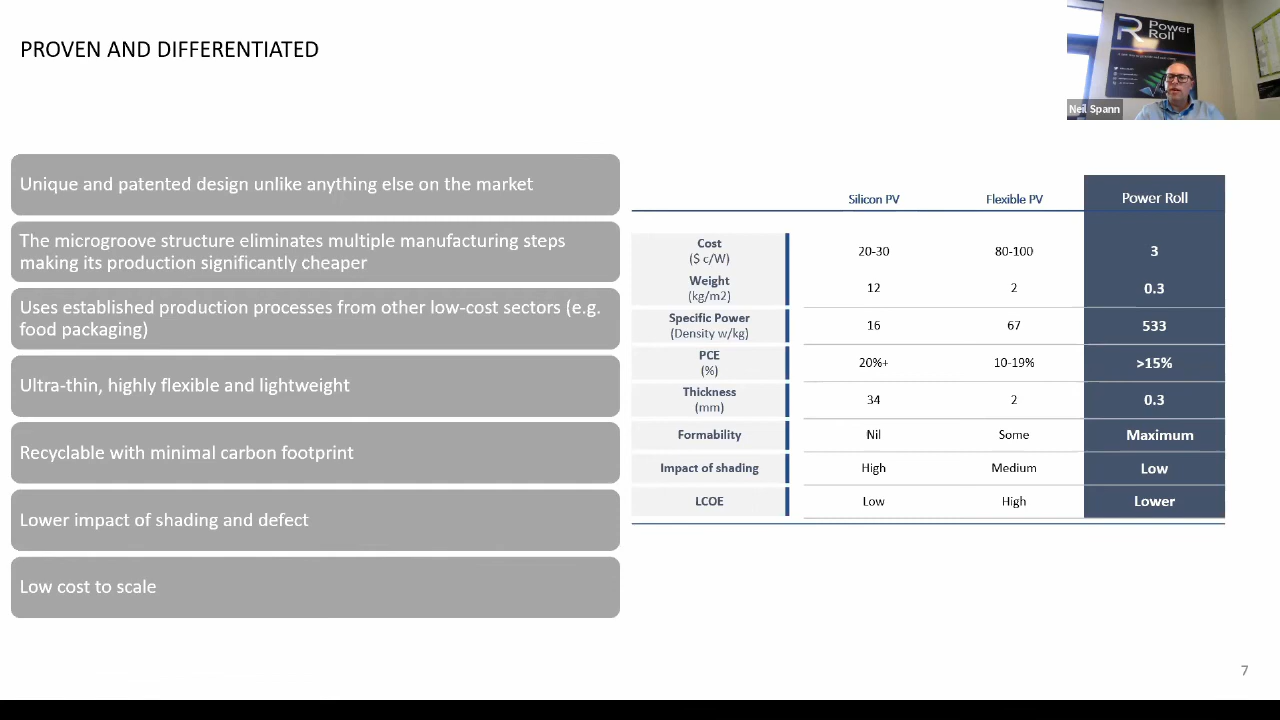 PROVEN AND DIFFERENTIATED
Power
Roll
Neil Spann
Unique and patented design unlike anything else on the market
The microgroove structure eliminates multiple manufacturing steps
making its production significantly cheaper
Uses established production processes from other low-cost sectors (e.g.
food packaging)
Ultra-thin, highly flexible and lightweight
Recyclable with minimal carbon footprint
Lower impact of shading and defect
Low cost to scale
Silicon PV Flexible PV Power Roll
Cost
($ c/W) 20-30 80-100 3
Weight
(kg/m2) 12 2 0.3
Specific Power
(Density w/kg) 16 67 533
PCE
(%) 20%+ 10-19% >15%
Thickness
(mm) 34 2 0.3
Formability Nil Some Maximum
Impact of shading High Medium Low
LCOE Low High Lower
7